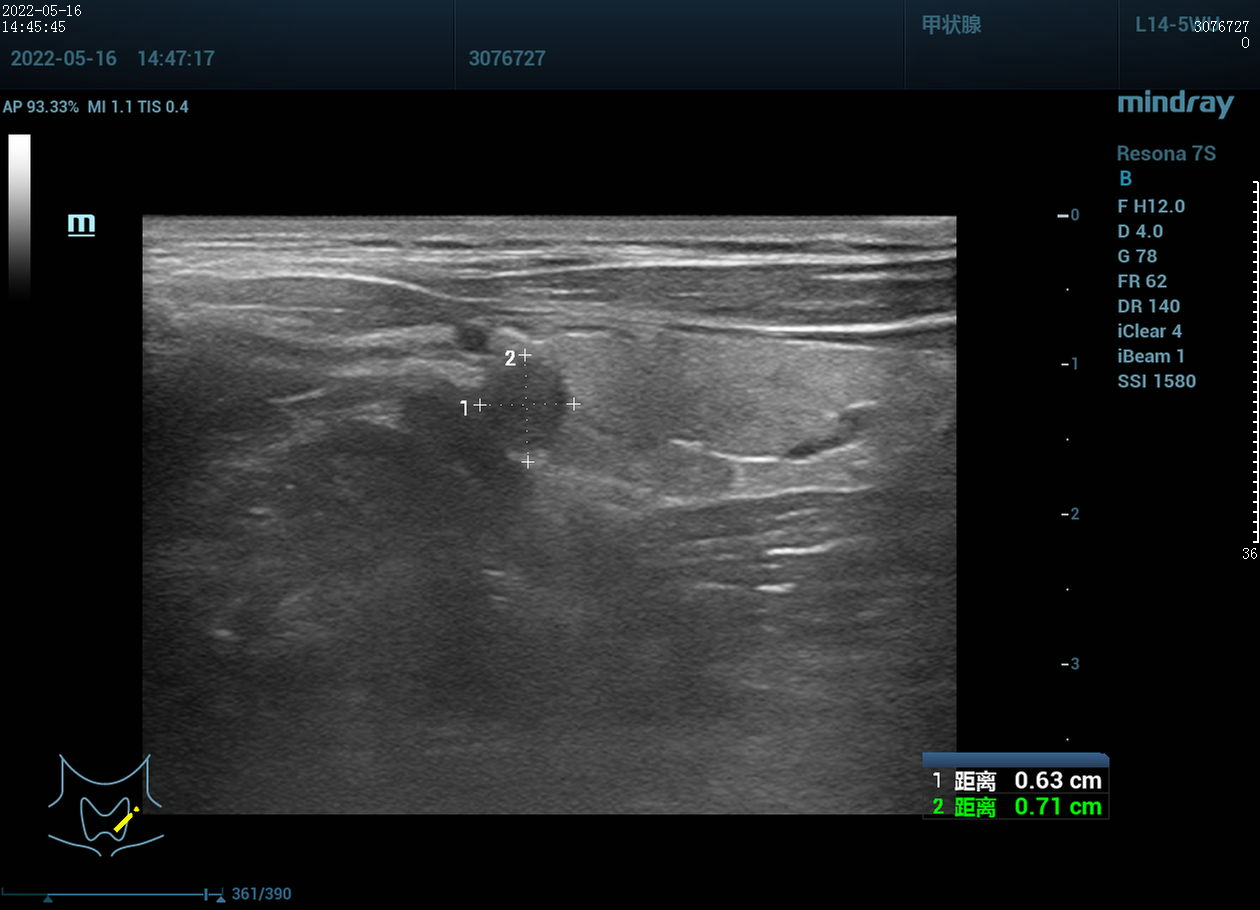 2022-05-16
14:45:45
2022-05-16 14:47:17
3076727
甲状腺
L14-5W
3076727
0
AP 93.33% MI 1.1 TIS 0.4
mindray
Resona 7S
B
F H12.0
D 4.0
G 78
FR 62
DR 140
iClear 4
iBeam 1
SSI 1580
m
0
1
2
3
36
2
1
1 距离 0.63 cm
2 距离 0.71 cm
361/390